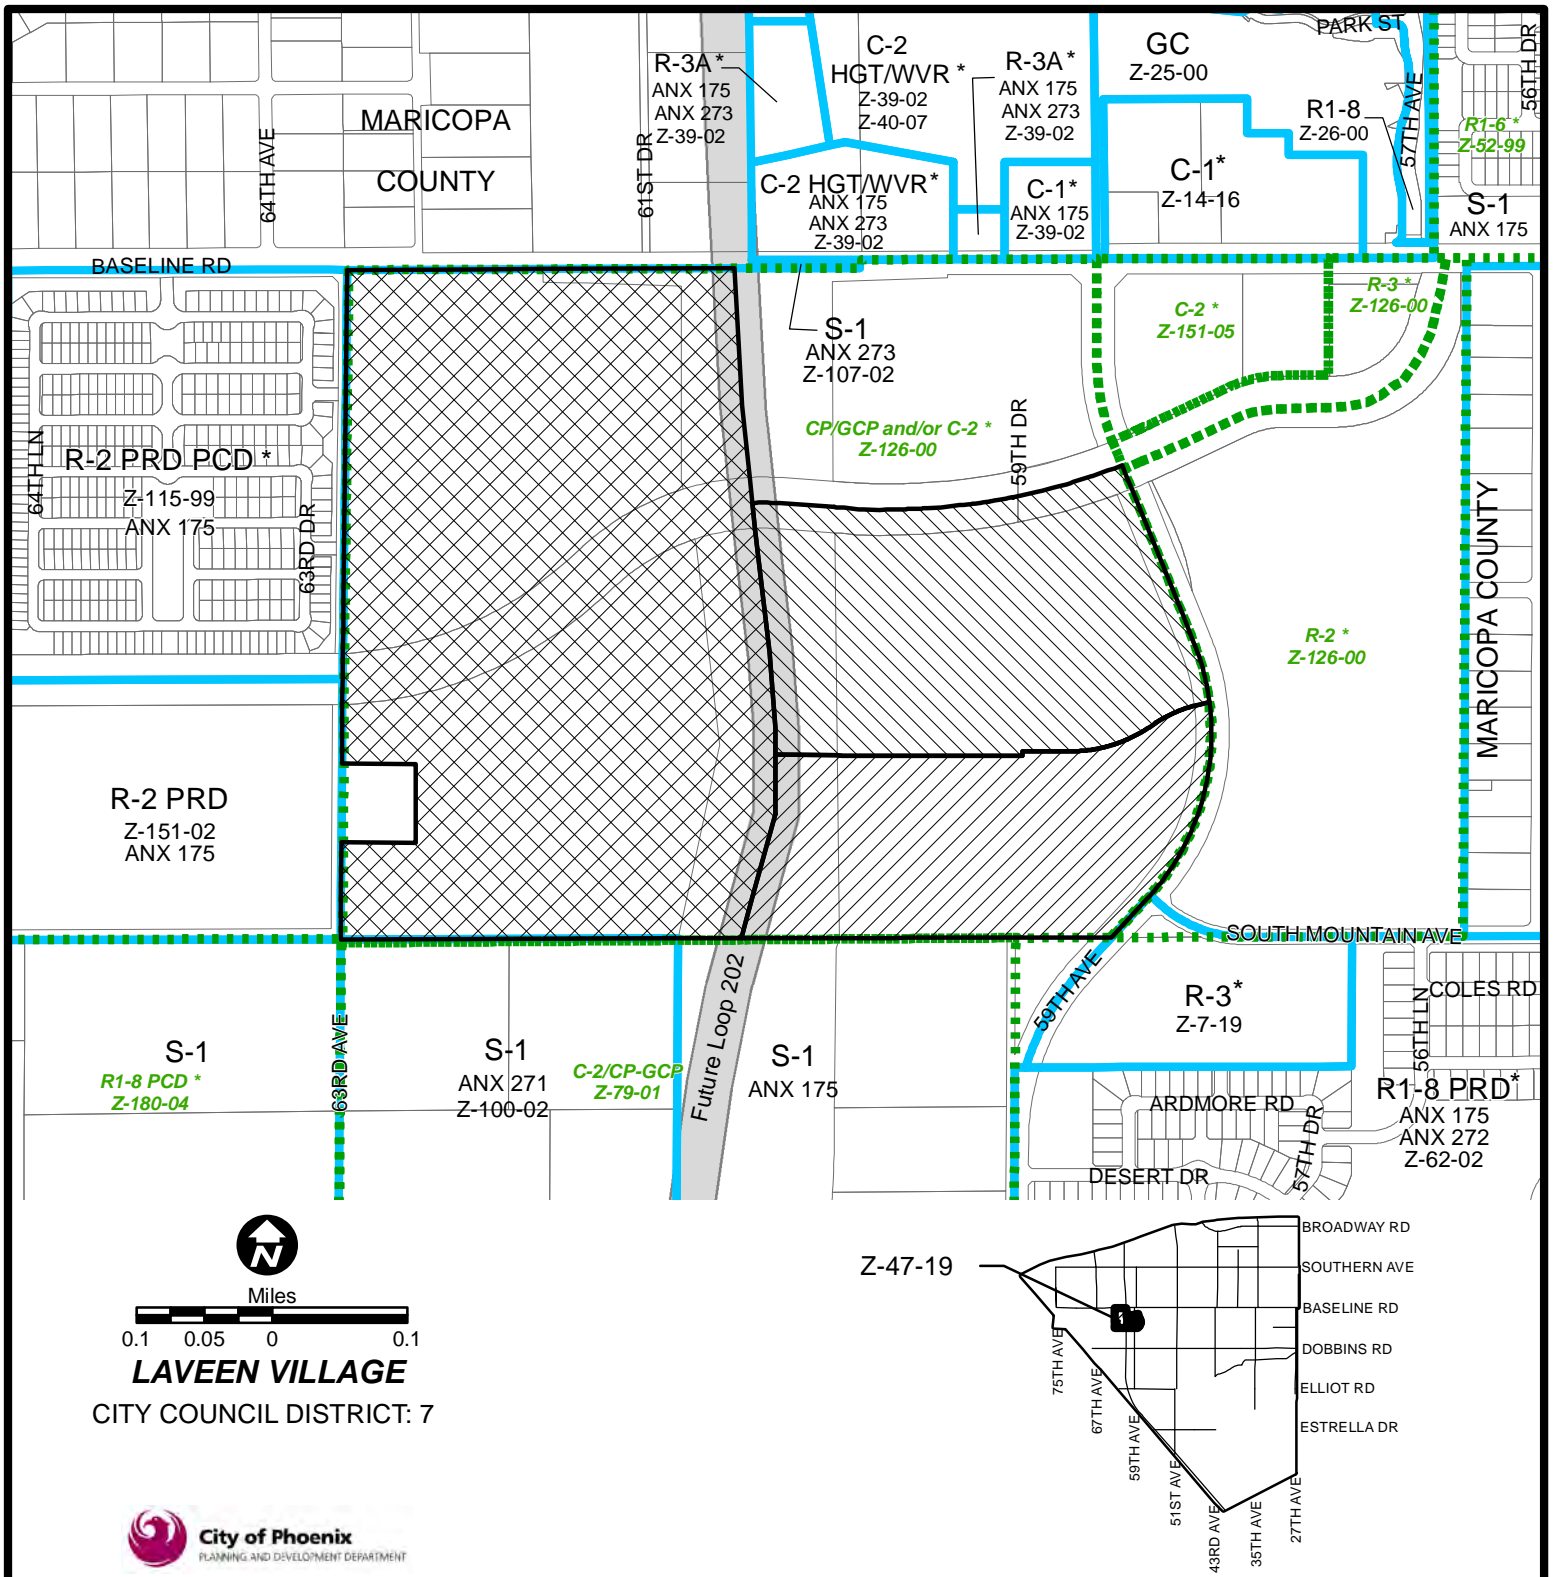 PARK ST
56TH DR
R-3A *
ANX 175
ANX 273
Z-39-02
C-2
HGT/WVR *
Z-39-02
Z-40-07
R-3A *
ANX 175
ANX 273
Z-39-02
GC
Z-25-00
R1-8
Z-26-00
57TH AVE
R1-6 *
Z-52-99
MARICOPA
COUNTY
64TH AVE
61ST DR
C-2 HGT/WVR *
ANX 175
ANX 273
Z-39-02
C-1 *
ANX 175
Z-39-02
C-1 *
Z-14-16
S-1
ANX 175
BASELINE RD
S-1
ANX 273
Z-107-02
C-2 *
Z-151-05
R-3 *
Z-126-00
CP/GCP and/or C-2 *
Z-126-00
59TH DR
64TH LN
R-2 PRD PCD *
Z-115-99
ANX 175
63RD DR
MARICOPA COUNTY
R-2 *
Z-126-00
R-2 PRD
Z-151-02
ANX 175
SOUTH MOUNTAIN AVE
59TH AVE
R-3 *
Z-7-19
56TH LN
COLES RD
S-1
R1-8 PCD *
Z-180-04
63RD AVE
S-1
ANX 271
Z-100-02
C-2/CP-GCP
Z-79-01
Future Loop 202
S-1
ANX 175
ARDMORE RD
57TH DR
R1-8 PRD *
ANX 175
ANX 272
Z-62-02
DESERT DR
N
Miles
0.1 0.05 0 0.1
LAVEEN VILLAGE
CITY COUNCIL DISTRICT: 7
Z-47-19
BROADWAY RD
SOUTHERN AVE
BASELINE RD
DOBBINS RD
ELLIOT RD
ESTRELLA DR
75TH AVE
67TH AVE
59TH AVE
51ST AVE
43RD AVE
35TH AVE
27TH AVE
City of Phoenix
PLANNING AND DEVELOPMENT DEPARTMENT